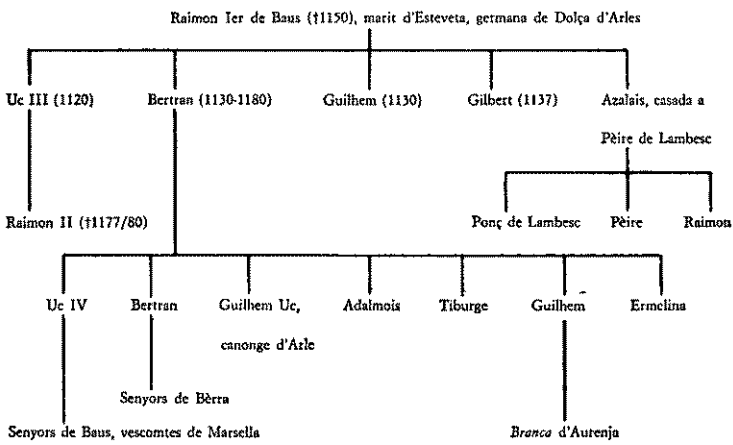 Raimon Ier de Baus (†1150), marit d'Esteveta, germana de Dolça d'Arles
Uc III (1120) Bertran (1130-1180) Guilhem (1130) Gilbert (1137) Azalais, casada a
Pèire de Lambesc
Raimon II (†1177/80) Ponç de Lambesc Pèire Raimon
Uc IV Bertran Guilhem Uc, Adalmois Tiburge Guilhem Ermelina
canonge d'Arle
Senyors de Bèrra
Senyors de Baus, vescomtes de Marsella Branca d'Aurenja